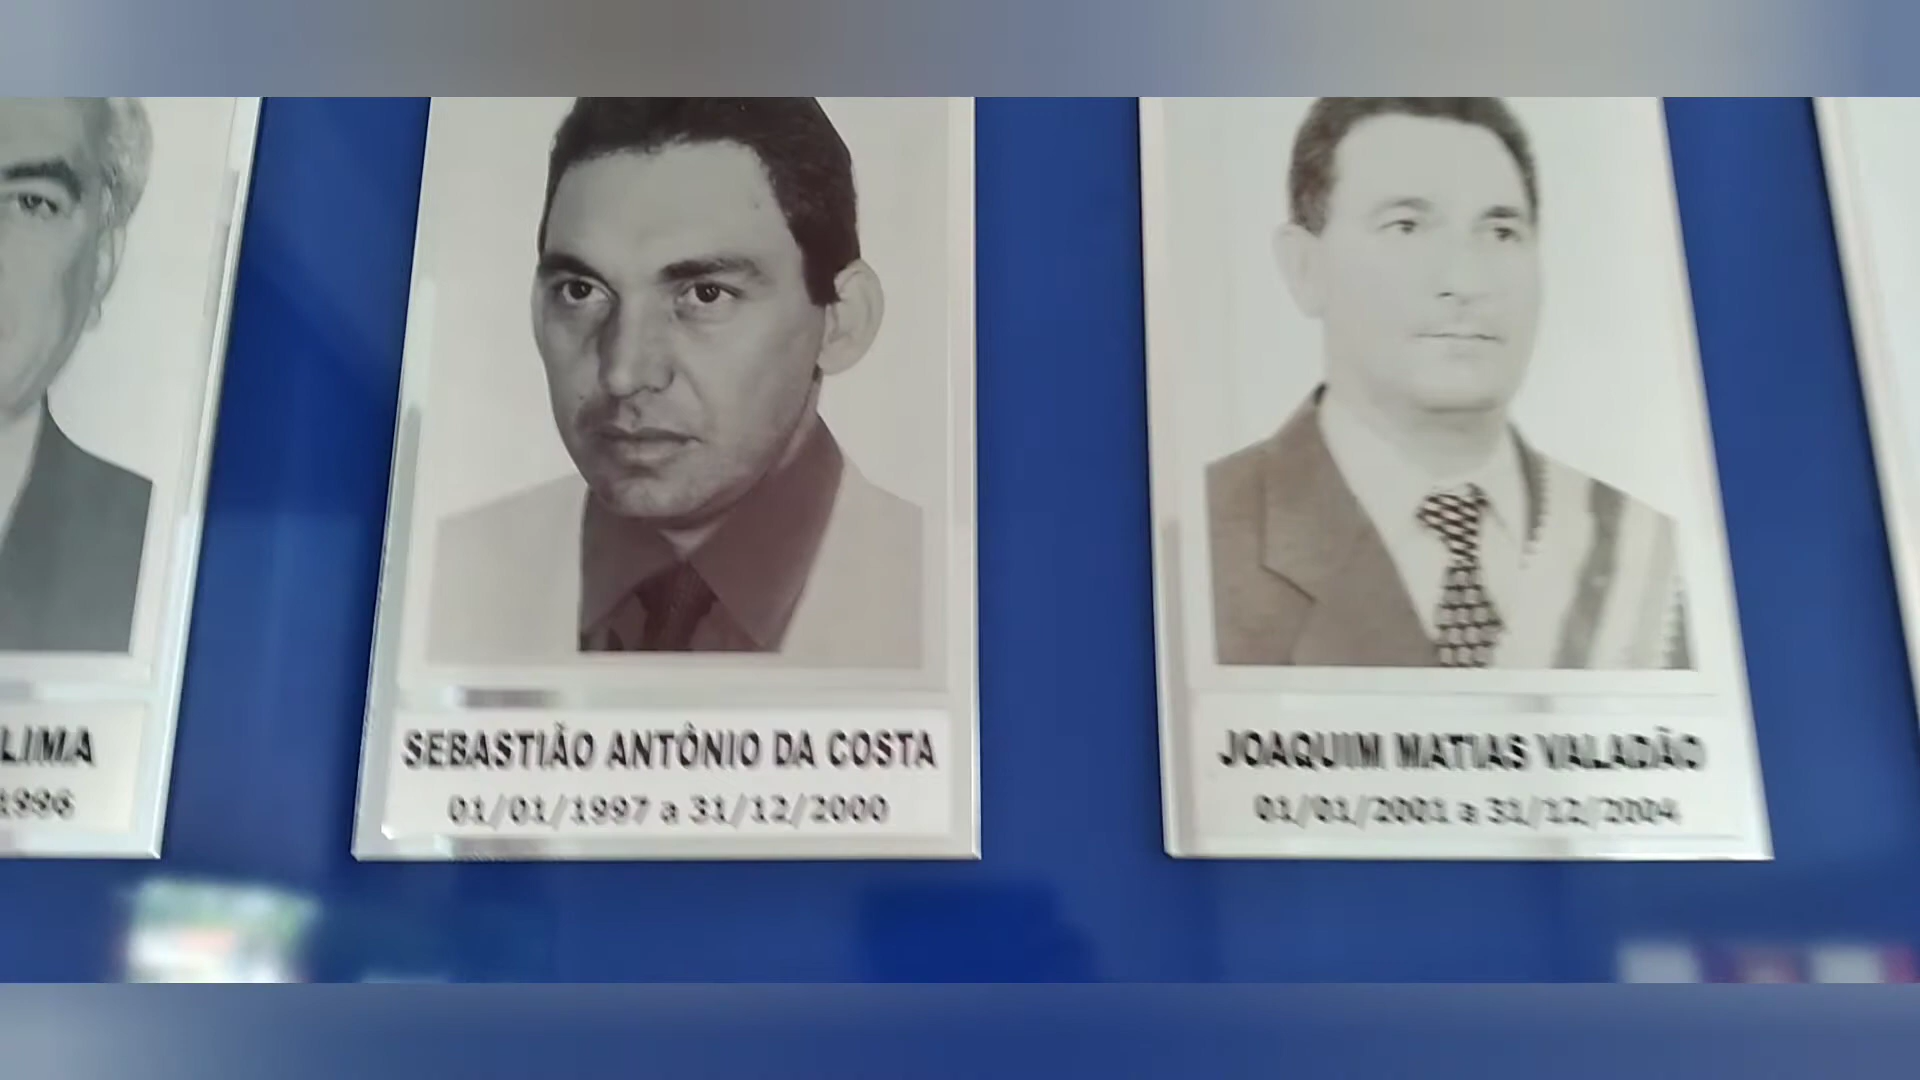 LIMA
1996
SEBASTIÃO ANTÔNIO DA COSTA
01/01/1997 a 31/12/2000
JOAQUIM MATIAS VALADÃO
01/01/2001 a 31/12/2004